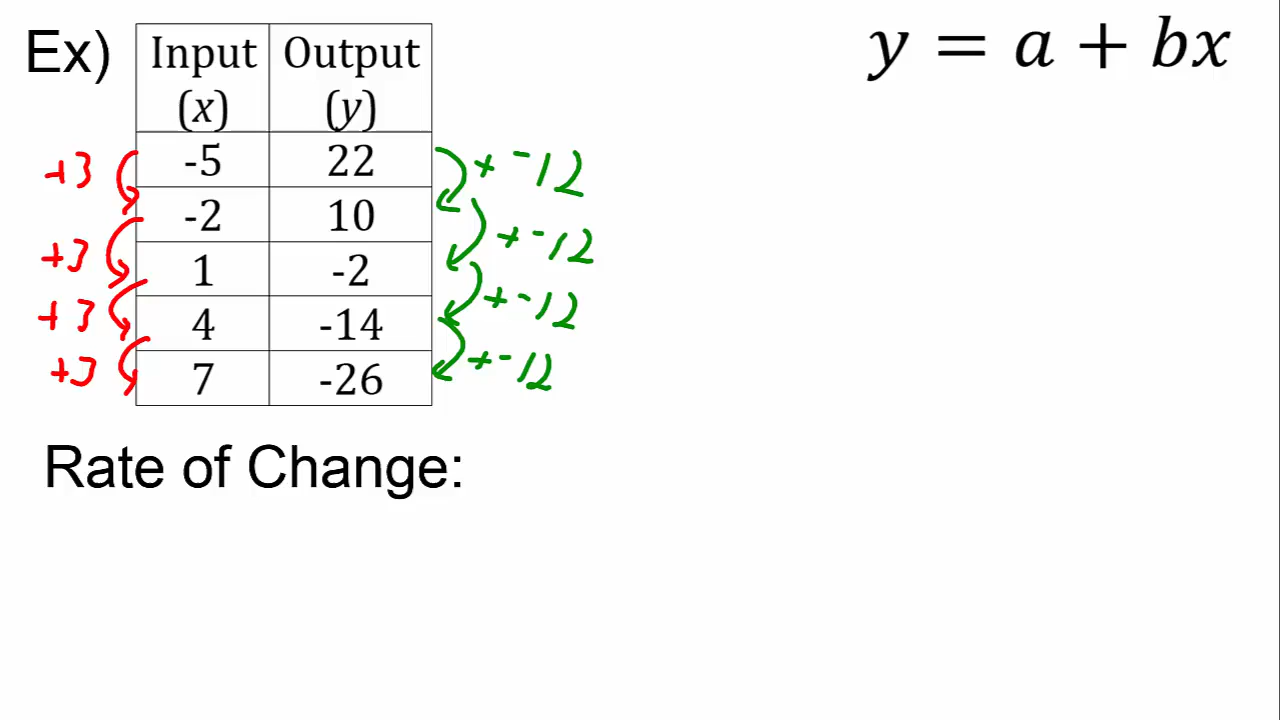 Ex)
Input (x) Output (y)
+3 -5 22 + -12
-2 10
+3 + -12
1 -2
+3 + -12
4 -14
+3 + -12
7 -26
Rate of Change:
y = a + bx